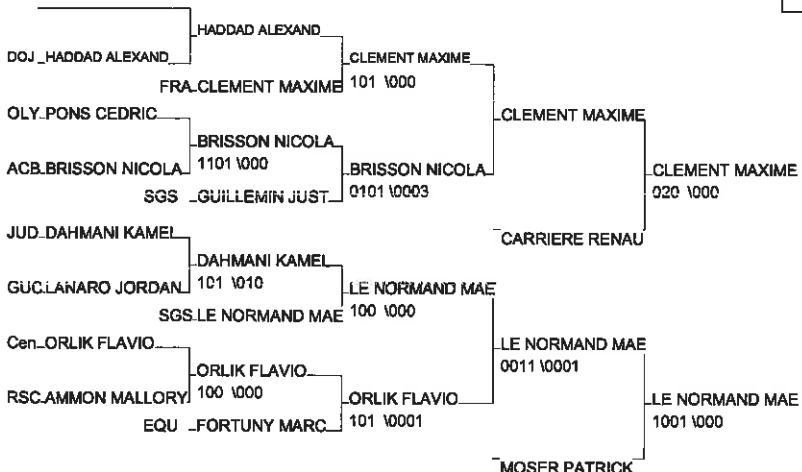 HADDAD ALEXAND
DOJ HADDAD ALEXAND
CLEMENT MAXIME
FRA CLEMENT MAXIME
101 \000
OLY PONS CEDRIC
CLEMENT MAXIME
BRISSON NICOLA
1101 \000
ACB BRISSON NICOLA
BRISSON NICOLA
0101 \0003
CLEMENT MAXIME
020 \000
SGS GUILLEMIN JUST
JUD DAHMANI KAMEL
CARRIERE RENAU
DAHMANI KAMEL
101 \010
GUC LANARO JORDAN
LE NORMAND MAE
100 \000
SGS LE NORMAND MAE
Cen ORLIK FLAVIO
LE NORMAND MAE
0011 \0001
ORLIK FLAVIO
100 \000
RSC AMMON MALLORY
ORLIK FLAVIO
101 \0001
LE NORMAND MAE
1001 \000
EQU FORTUNY MARC
MOSER PATRICK